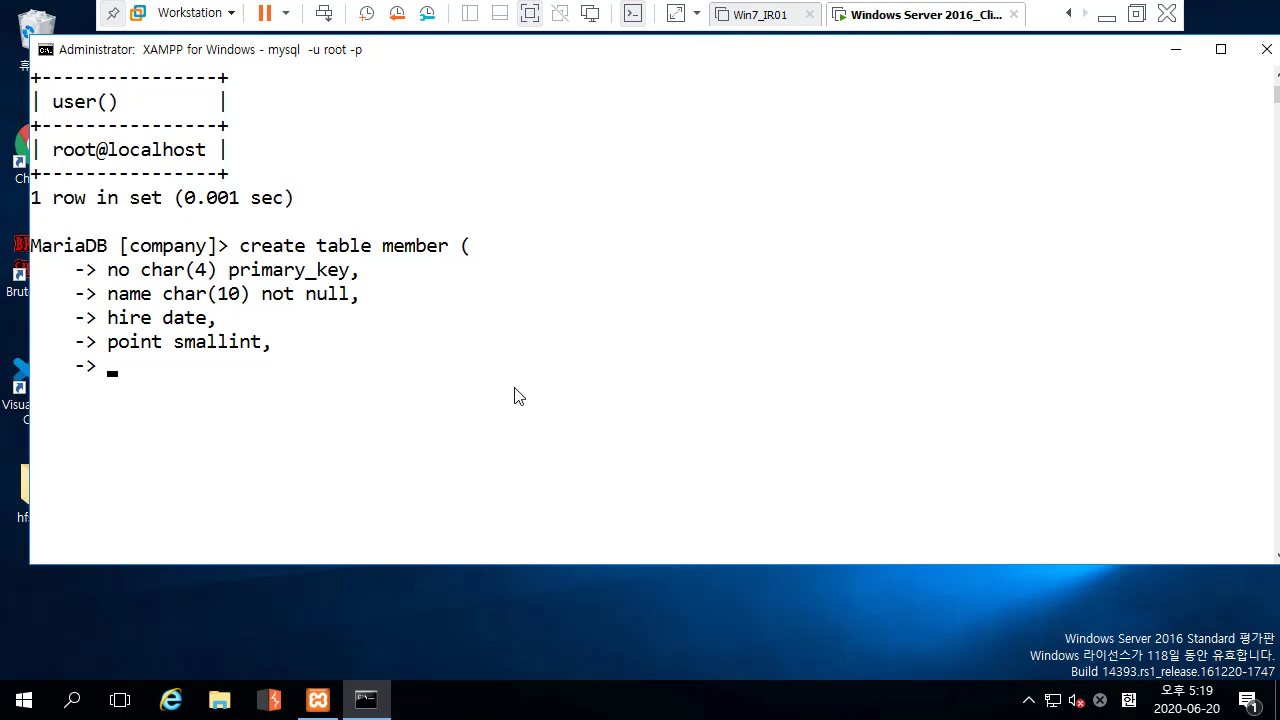 Workstation
Win7_IR01
Windows Server 2016_Cli...
Administrator: XAMPP for Windows - mysql -u root -p
+----------------+
| user() |
+----------------+
| root@localhost |
+----------------+
1 row in set (0.001 sec)
MariaDB [company]> create table member (
-> no char(4) primary_key,
-> name char(10) not null,
-> hire date,
-> point smallint,
->
Windows Server 2016 Standard 평가판
Windows 라이선스가 118일 동안 유효합니다.
Build 14393.rs1_release.161220-1747
한
오후 5:19
2020-06-20
1